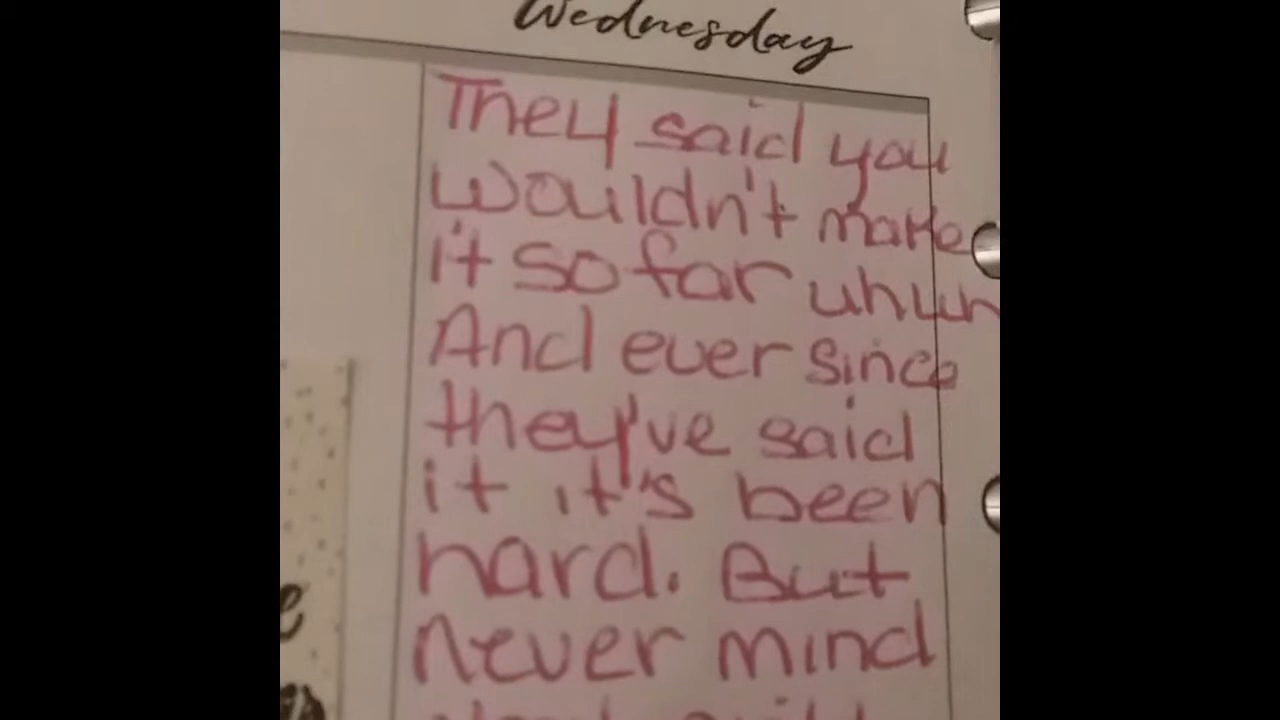 Wednesday
They said you
wouldn't make
it so far uhuh
And ever since
they've said
it it's been
hard. But
never mind